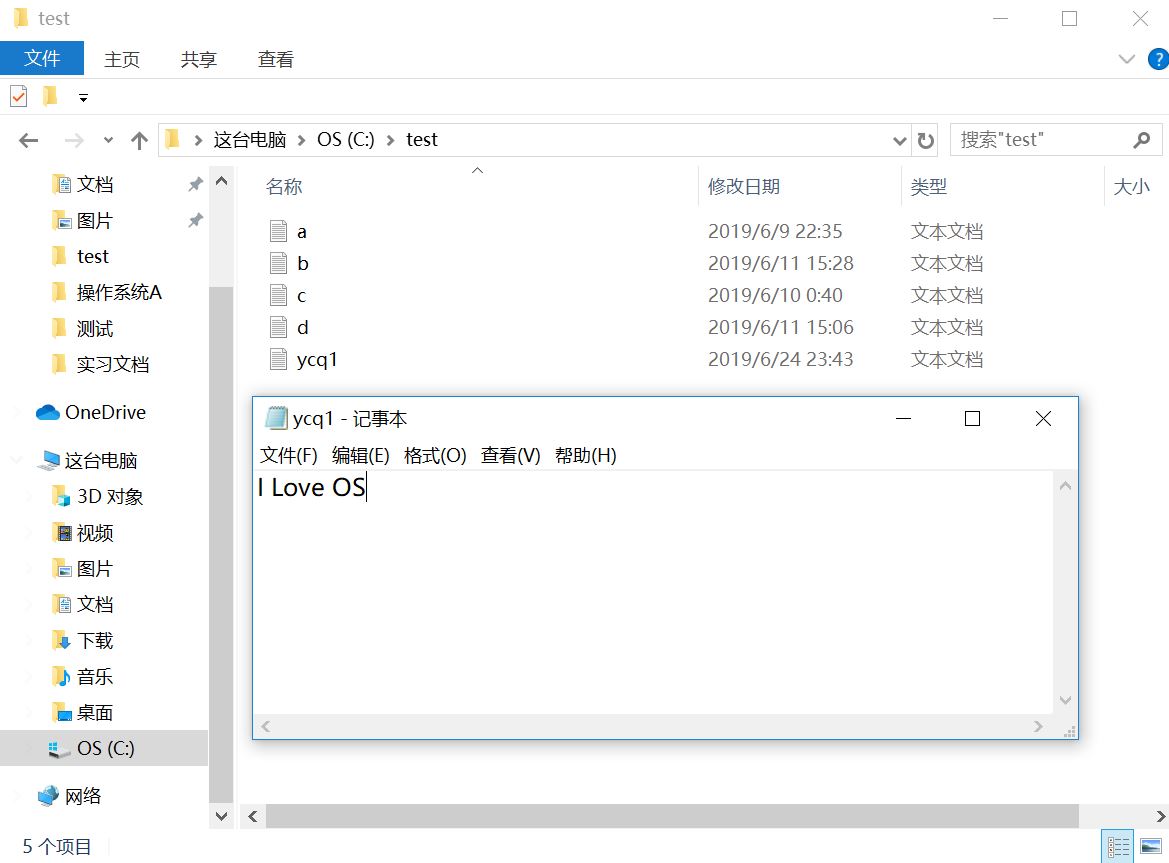 test
文件 主页 共享 查看
?
这台电脑 OS (C:) test
搜索"test"
名称 修改日期 类型 大小
文档
图片
test
操作系统A
测试
实习文档
OneDrive
这台电脑
3D 对象
视频
图片
文档
下载
音乐
桌面
OS (C:)
网络
a 2019/6/9 22:35 文本文档
b 2019/6/11 15:28 文本文档
c 2019/6/10 0:40 文本文档
d 2019/6/11 15:06 文本文档
ycq1 2019/6/24 23:43 文本文档
ycq1 - 记事本
文件(F) 编辑(E) 格式(O) 查看(V) 帮助(H)
I Love OS
5 个项目